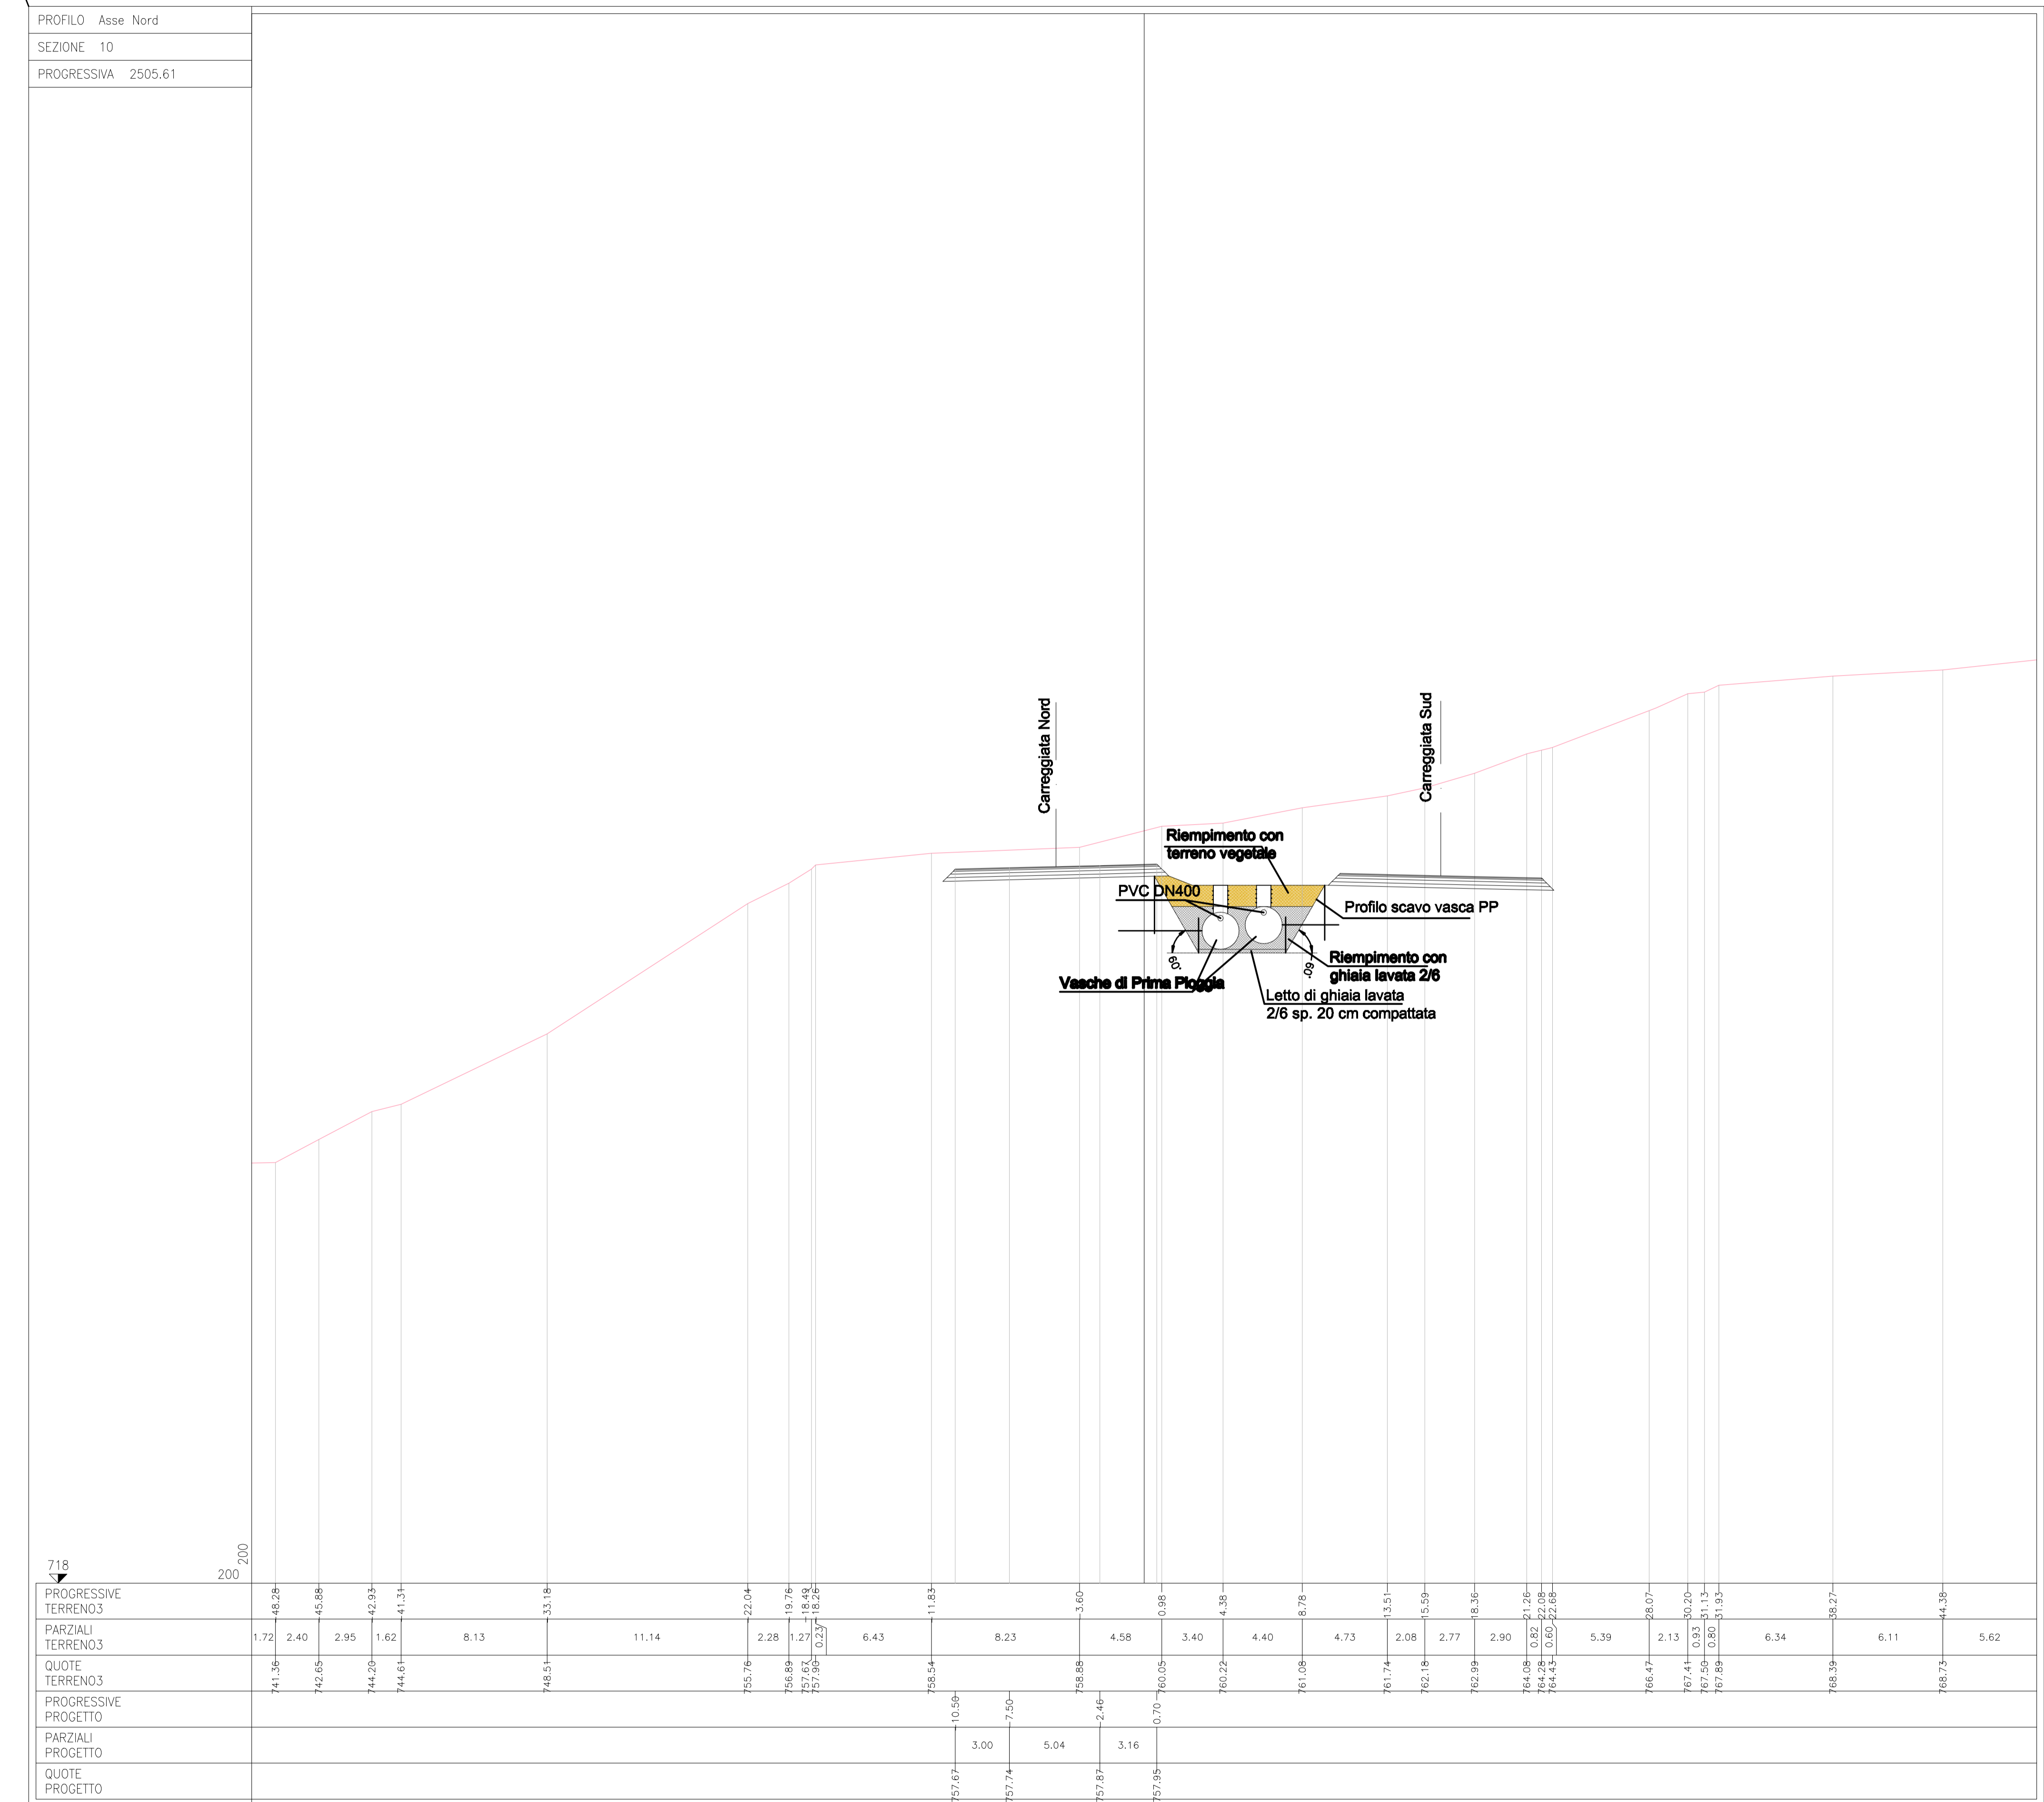 PROFILO Asse Nord
SEZIONE 10
PROGRESSIVA 2505.61
Carreggiata Nord
Carreggiata Sud
Riempimento con
terreno vegetale
PVC DN400
Profilo scavo vasca PP
60°
60°
Riempimento con
ghiaia lavata 2/6
Vasche di Prima Pioggia
Letto di ghiaia lavata
2/6 sp. 20 cm compattata
718
200
200
PROGRESSIVE
TERRENO3
-48.28 -45.88 -42.93 -41.31 -33.18 -22.04 -19.76 -18.49 -18.26 -11.83 -3.60 0.98 4.38 8.78 13.51 15.59 18.36 21.26 22.08 22.68 28.07 30.20 31.13 31.93 38.27 44.38
PARZIALI
TERRENO3
1.72 2.40 2.95 1.62 8.13 11.14 2.28 1.27 0.23 6.43 8.23 4.58 3.40 4.40 4.73 2.08 2.77 2.90 0.82 0.60 5.39 2.13 0.93 0.80 6.34 6.11 5.62
QUOTE
TERRENO3
741.36 742.65 744.20 744.61 748.51 755.76 756.89 757.67 757.90 758.54 758.88 760.05 760.22 761.08 761.74 762.18 762.99 764.08 764.28 764.43 766.47 767.41 767.50 767.89 768.39 768.73
PROGRESSIVE
PROGETTO
-10.50 -7.50 -2.46 0.70
PARZIALI
PROGETTO
3.00 5.04 3.16
QUOTE
PROGETTO
757.67 757.74 757.87 757.95